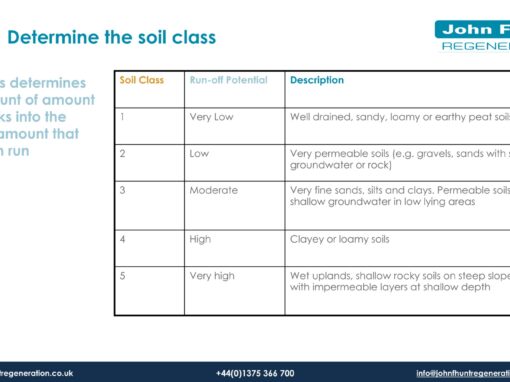 Determine the soil class
John F
REGENE
s determines
unt of amount
ks into the
amount that
n run
Soil Class Run-off Potential Description
1 Very Low Well drained, sandy, loamy or earthy peat soils
2 Low Very permeable soils (e.g. gravels, sands with s
groundwater or rock)
3 Moderate Very fine sands, silts and clays. Permeable soils
shallow groundwater in low lying areas
4 High Clayey or loamy soils
5 Very high Wet uplands, shallow rocky soils on steep slope
with impermeable layers at shallow depth
tregeneration.co.uk +44(0)1375 366 700 info@johnfhuntregeneration